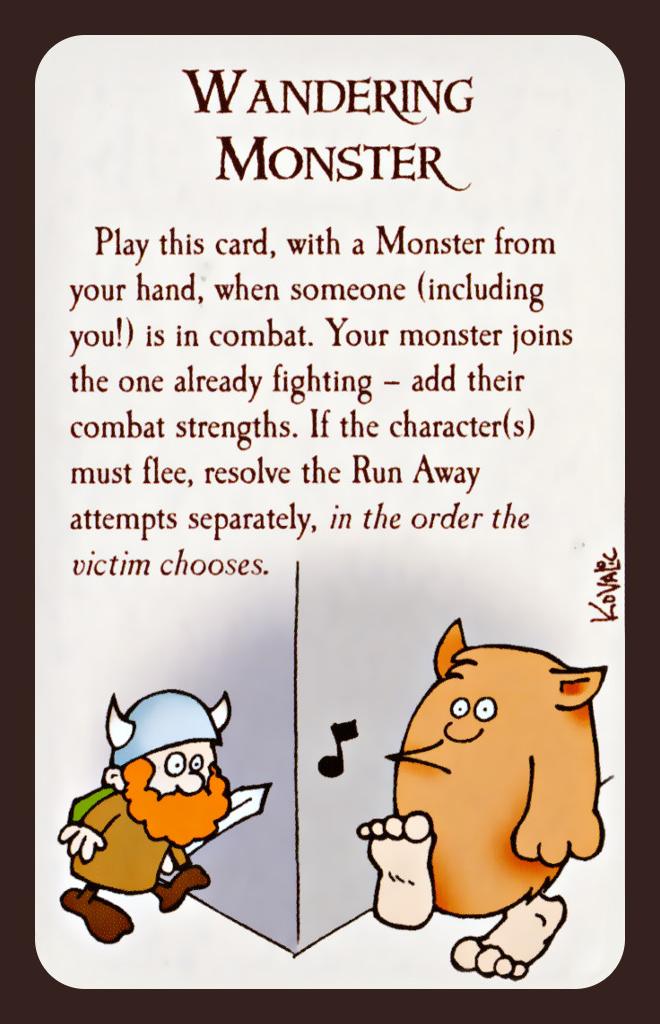 WANDERING
MONSTER
Play this card, with a Monster from
your hand, when someone (including
you!) is in combat. Your monster joins
the one already fighting – add their
combat strengths. If the character(s)
must flee, resolve the Run Away
attempts separately, in the order the
victim chooses.
KOVALIC